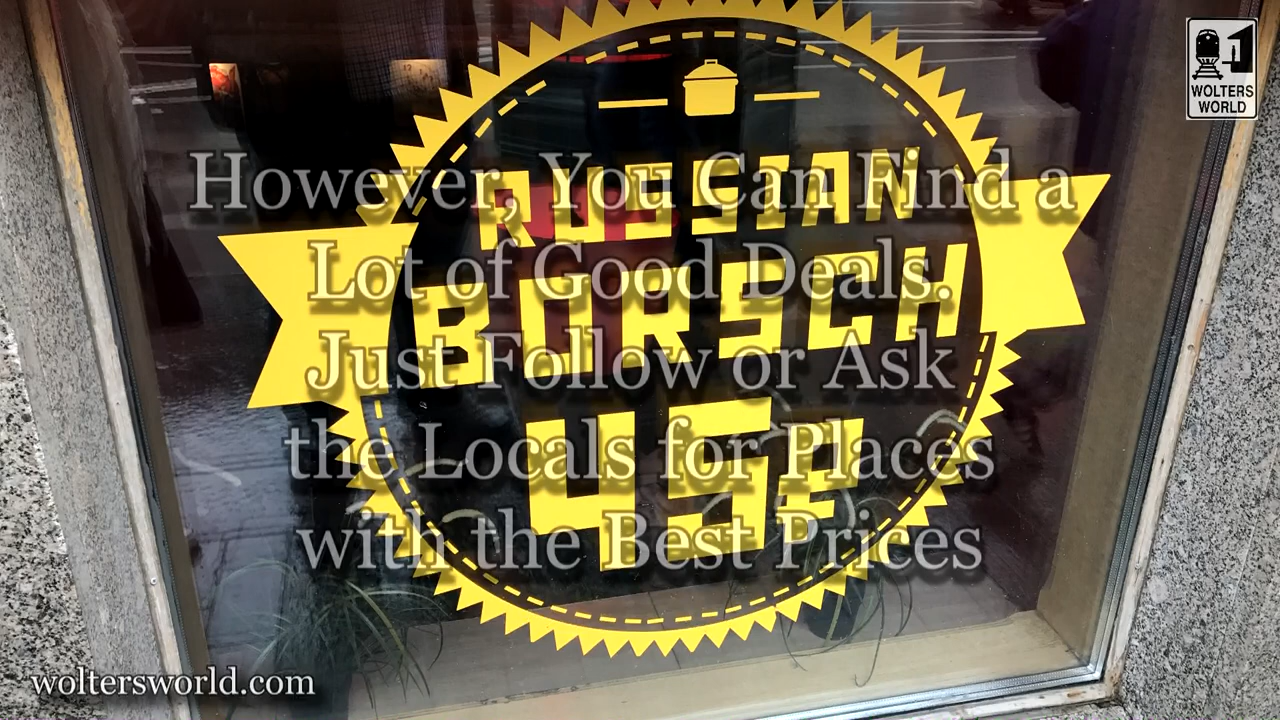 WOLTERS
WORLD
RUSSIAN
BORSCH
45₽
However, You Can Find a
Lot of Good Deals.
Just Follow or Ask
the Locals for Places
with the Best Prices
woltersworld.com